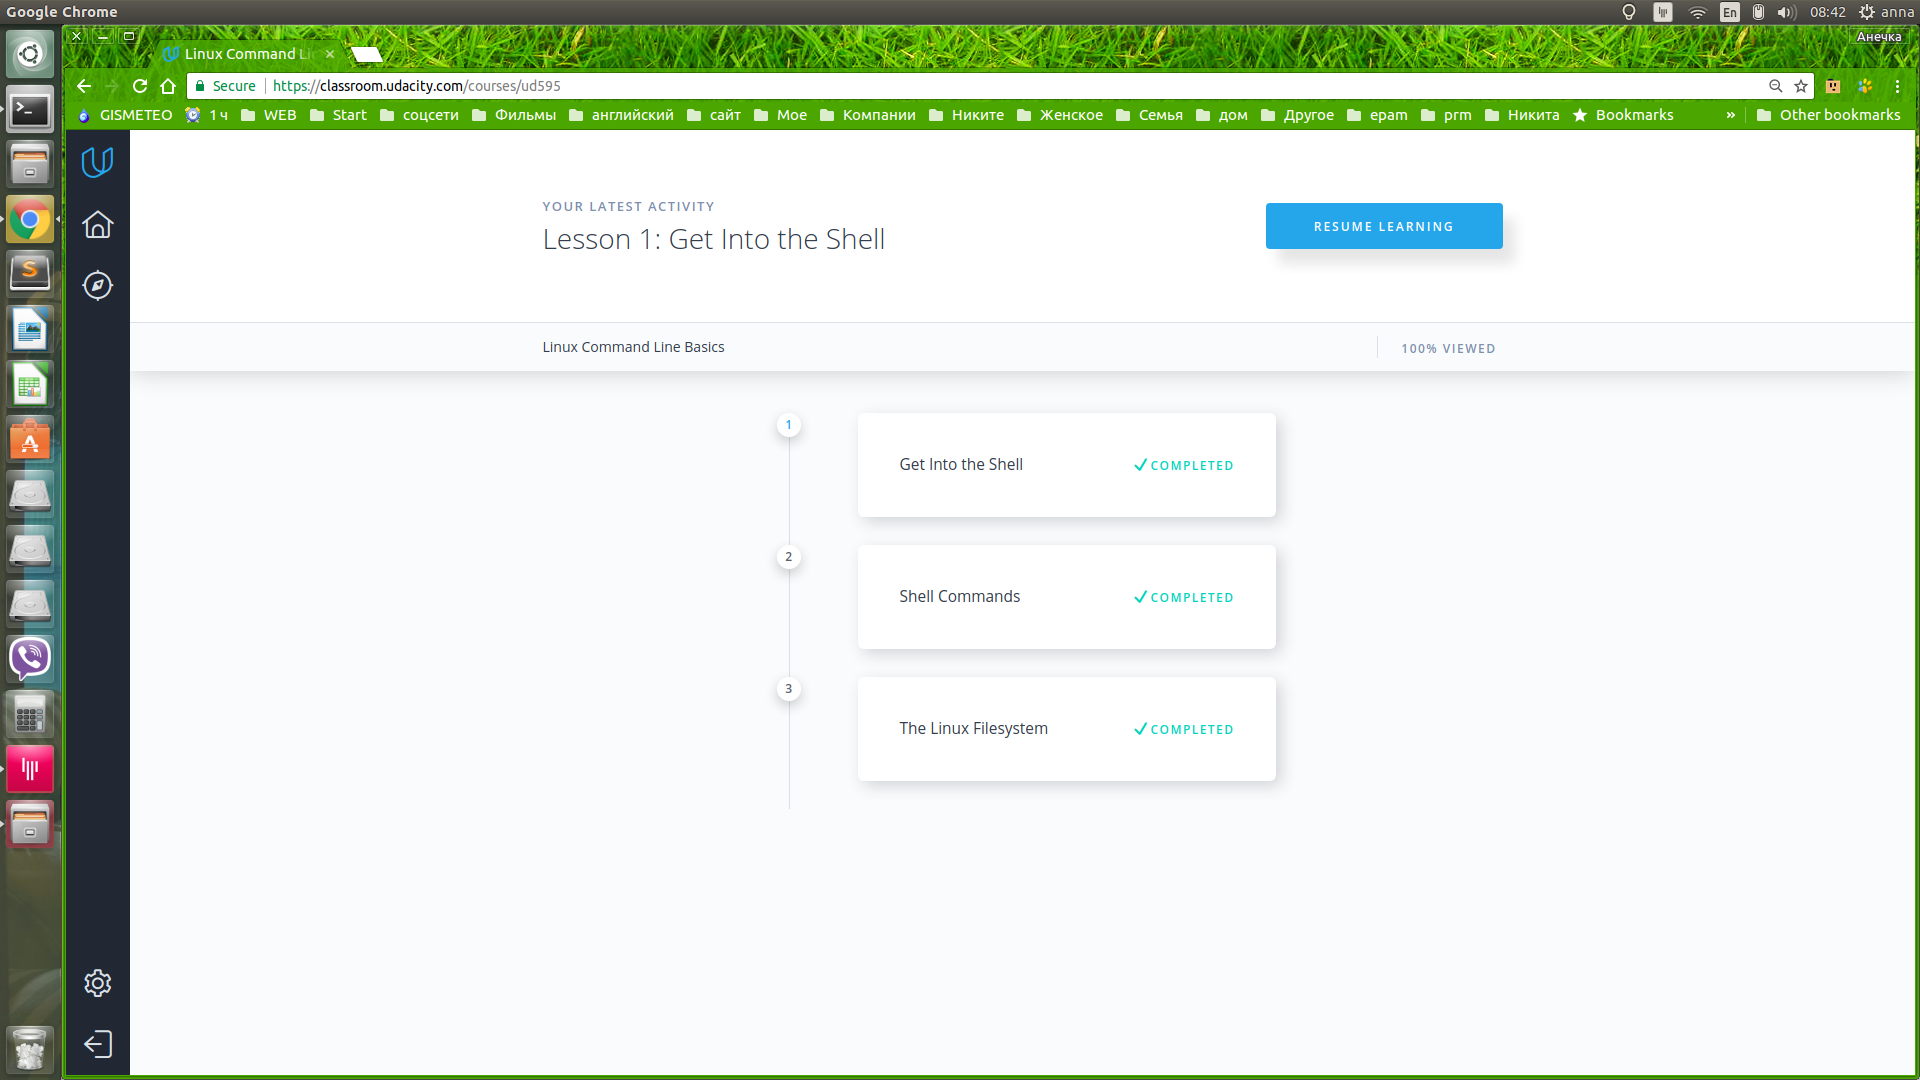 Google Chrome
En
08:42
anna
Анечка
Linux Command Li
Secure
https://classroom.udacity.com/courses/ud595
GISMETEO
1 ч
WEB
Start
соцсети
Фильмы
английский
сайт
Мое
Компании
Никите
Женское
Семья
дом
Другое
epam
prm
Никита
Bookmarks
»
Other bookmarks
YOUR LATEST ACTIVITY
Lesson 1: Get Into the Shell
RESUME LEARNING
Linux Command Line Basics
100% VIEWED
1
Get Into the Shell
COMPLETED
2
Shell Commands
COMPLETED
3
The Linux Filesystem
COMPLETED